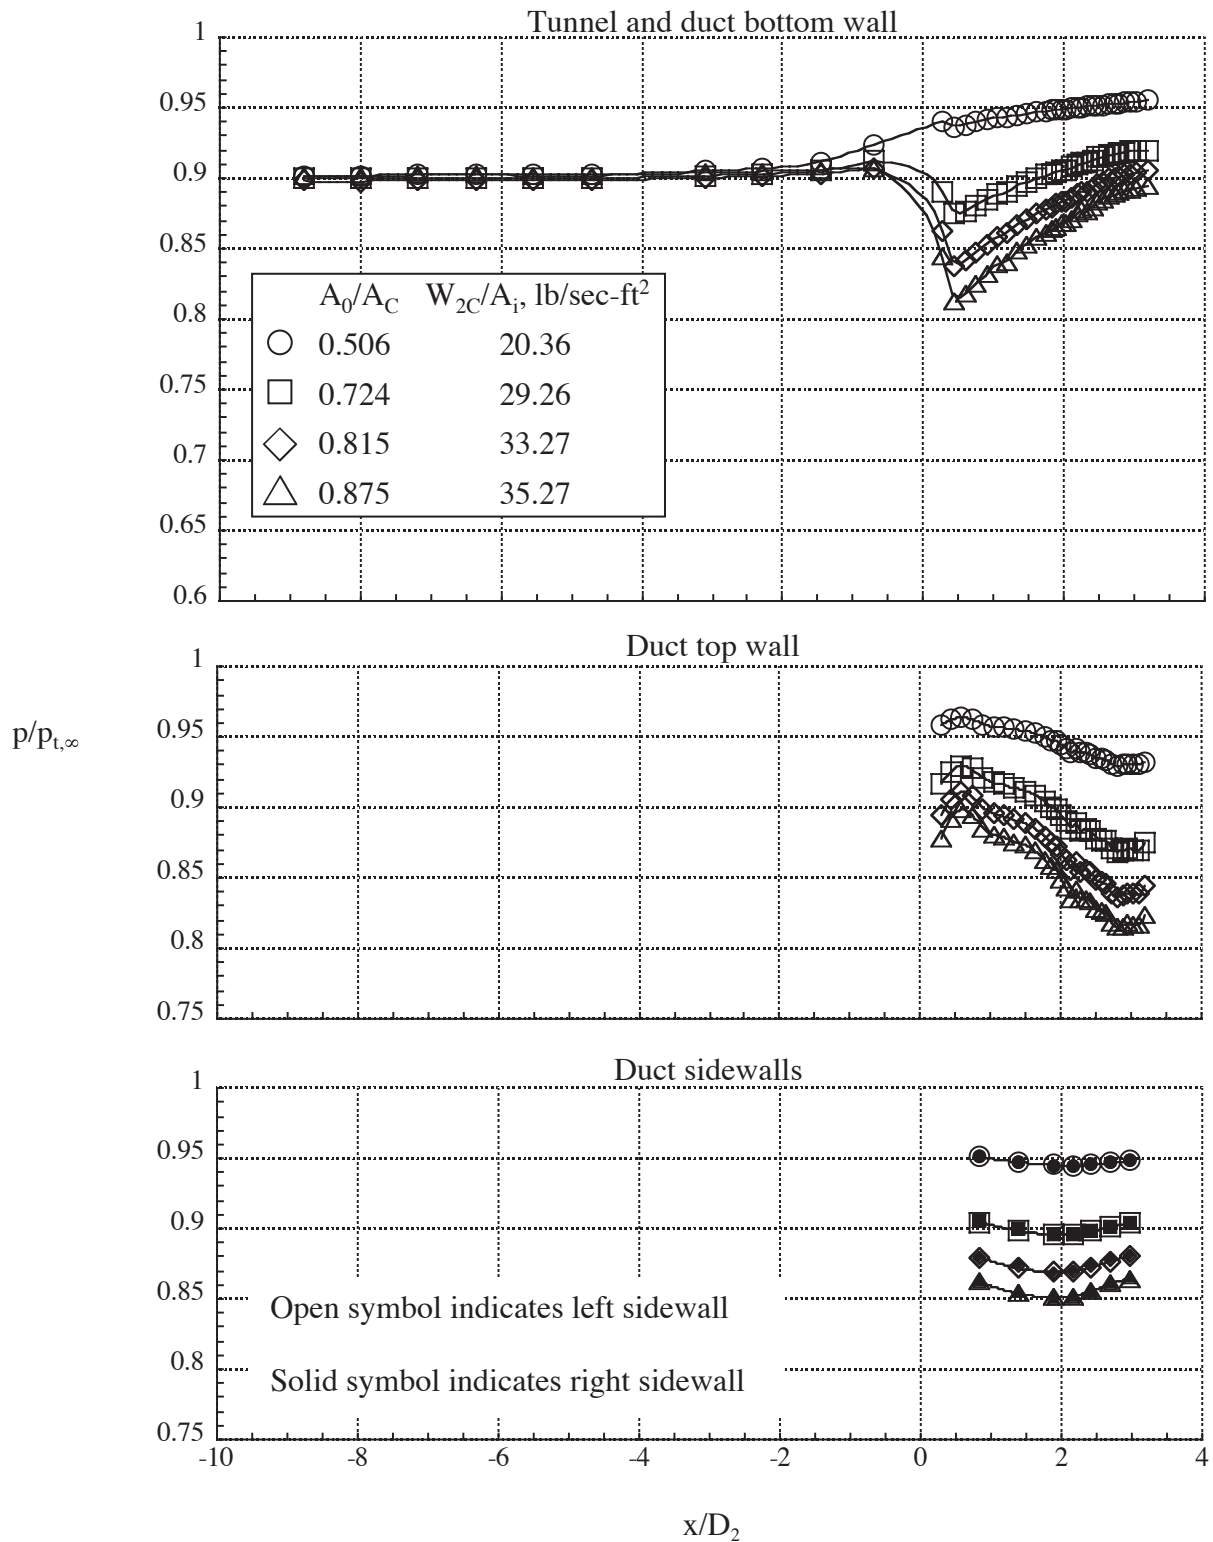 Tunnel and duct bottom wall
1
0.95
0.9
0.85
0.8
0.75
0.7
0.65
0.6
A0/AC W2C/Ai, lb/sec-ft2
0.506 20.36
0.724 29.26
0.815 33.27
0.875 35.27
Duct top wall
1
0.95
0.9
0.85
0.8
0.75
p/pt,∞
Duct sidewalls
1
0.95
0.9
0.85
0.8
0.75
Open symbol indicates left sidewall
Solid symbol indicates right sidewall
-10 -8 -6 -4 -2 0 2 4
x/D2